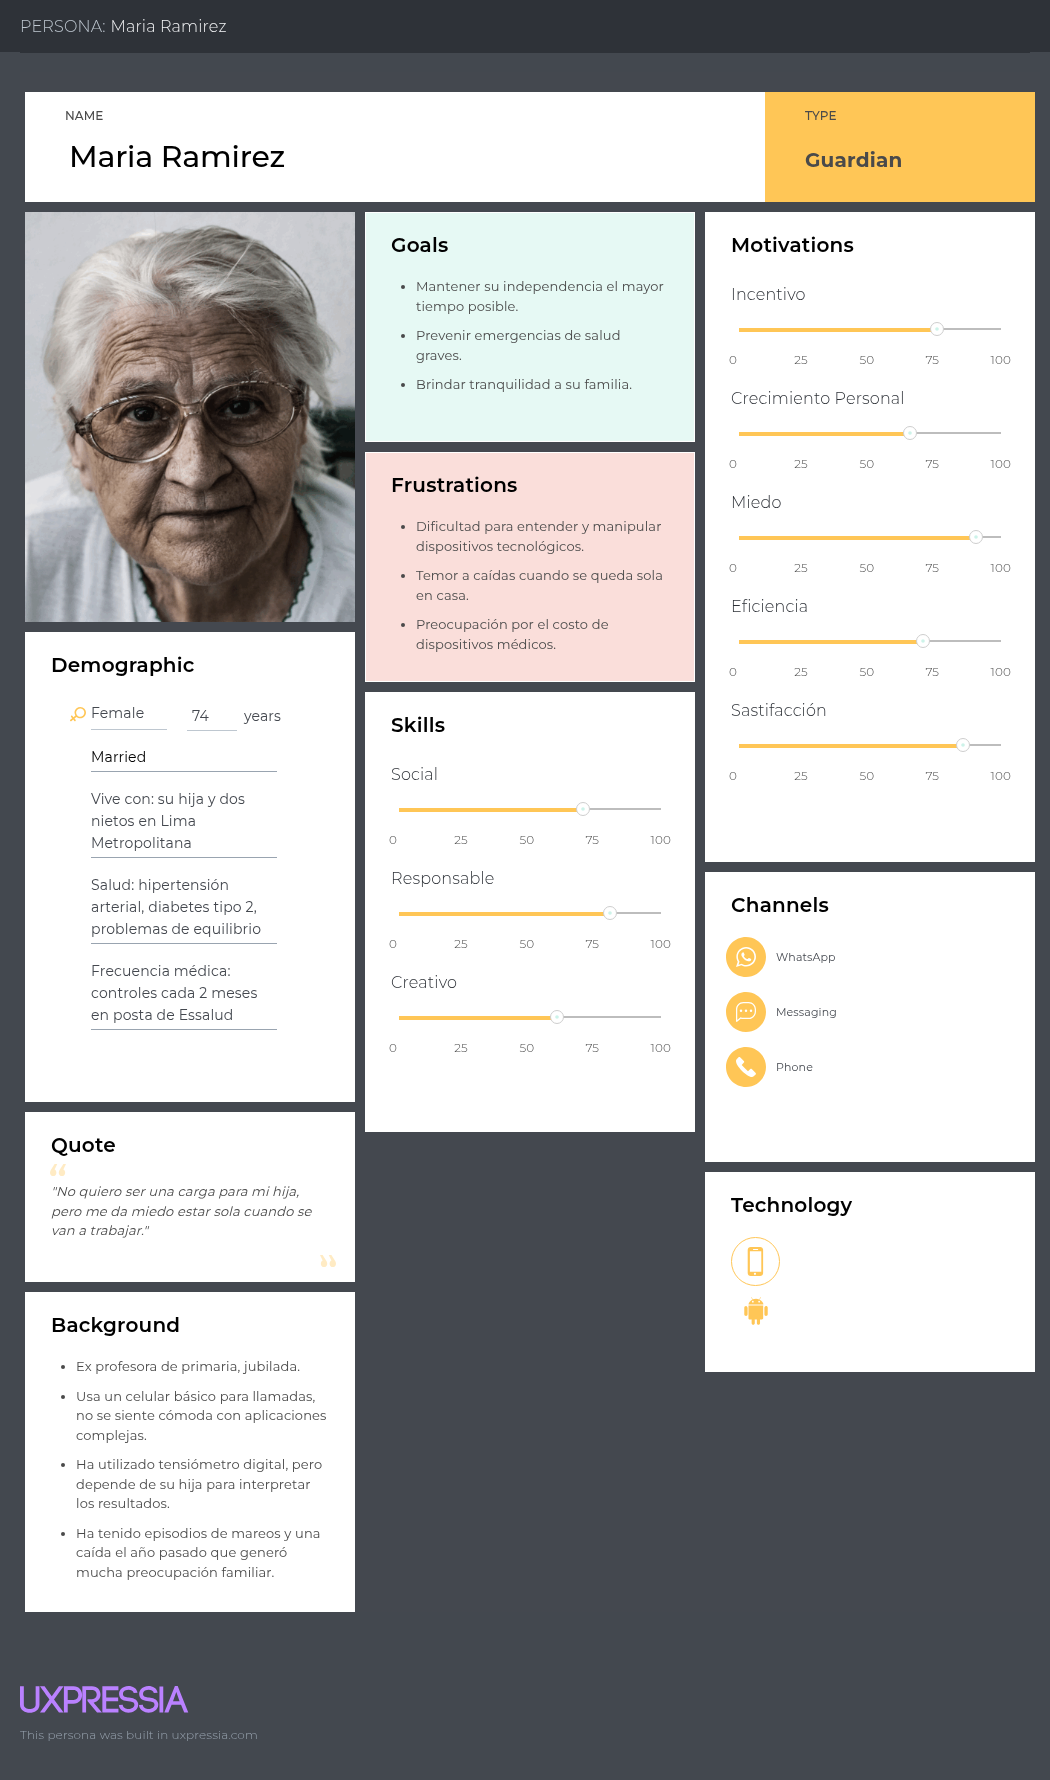 PERSONA: Maria Ramirez
NAME
Maria Ramirez
TYPE
Guardian
Demographic
Female
74 years
Married
Vive con: su hija y dos
nietos en Lima
Metropolitana
Salud: hipertensión
arterial, diabetes tipo 2,
problemas de equilibrio
Frecuencia médica:
controles cada 2 meses
en posta de Essalud
Quote
"No quiero ser una carga para mi hija,
pero me da miedo estar sola cuando se
van a trabajar."
Background
• Ex profesora de primaria, jubilada.
• Usa un celular básico para llamadas,
no se siente cómoda con aplicaciones
complejas.
• Ha utilizado tensiómetro digital, pero
depende de su hija para interpretar
los resultados.
• Ha tenido episodios de mareos y una
caída el año pasado que generó
mucha preocupación familiar.
Goals
• Mantener su independencia el mayor
tiempo posible.
• Prevenir emergencias de salud
graves.
• Brindar tranquilidad a su familia.
Frustrations
• Dificultad para entender y manipular
dispositivos tecnológicos.
• Temor a caídas cuando se queda sola
en casa.
• Preocupación por el costo de
dispositivos médicos.
Skills
Social
0 25 50 75 100
Responsable
0 25 50 75 100
Creativo
0 25 50 75 100
Motivations
Incentivo
0 25 50 75 100
Crecimiento Personal
0 25 50 75 100
Miedo
0 25 50 75 100
Eficiencia
0 25 50 75 100
Sastifacción
0 25 50 75 100
Channels
WhatsApp
Messaging
Phone
Technology
UXPRESSIA
This persona was built in uxpressia.com